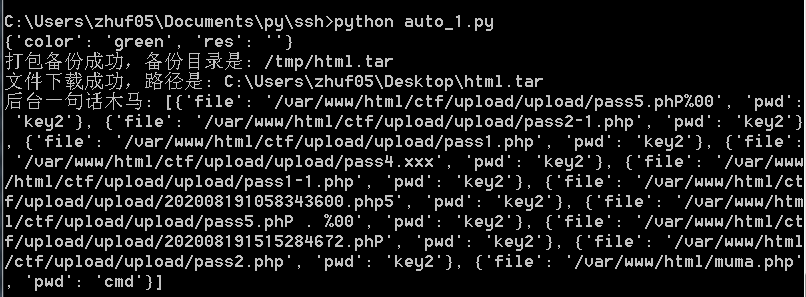 C:\Users\zhuf05\Documents\py\ssh>python auto_1.py
{'color': 'green', 'res': ''}
打包备份成功，备份目录是: /tmp/html.tar
文件下载成功，路径是: C:\Users\zhuf05\Desktop\html.tar
后台一句话木马: [{'file': '/var/www/html/ctf/upload/upload/pass5.phP%00', 'pwd':
 'key2'}, {'file': '/var/www/html/ctf/upload/upload/pass2-1.php', 'pwd': 'key2'}
, {'file': '/var/www/html/ctf/upload/upload/pass1.php', 'pwd': 'key2'}, {'file':
 '/var/www/html/ctf/upload/upload/pass4.xxx', 'pwd': 'key2'}, {'file': '/var/www
/html/ctf/upload/upload/pass1-1.php', 'pwd': 'key2'}, {'file': '/var/www/html/ct
f/upload/upload/202008191058343600.php5', 'pwd': 'key2'}, {'file': '/var/www/htm
l/ctf/upload/upload/pass5.phP . %00', 'pwd': 'key2'}, {'file': '/var/www/html/ct
f/upload/upload/202008191515284672.phP', 'pwd': 'key2'}, {'file': '/var/www/html
/ctf/upload/upload/pass2.php', 'pwd': 'key2'}, {'file': '/var/www/html/muma.php'
, 'pwd': 'cmd'}]